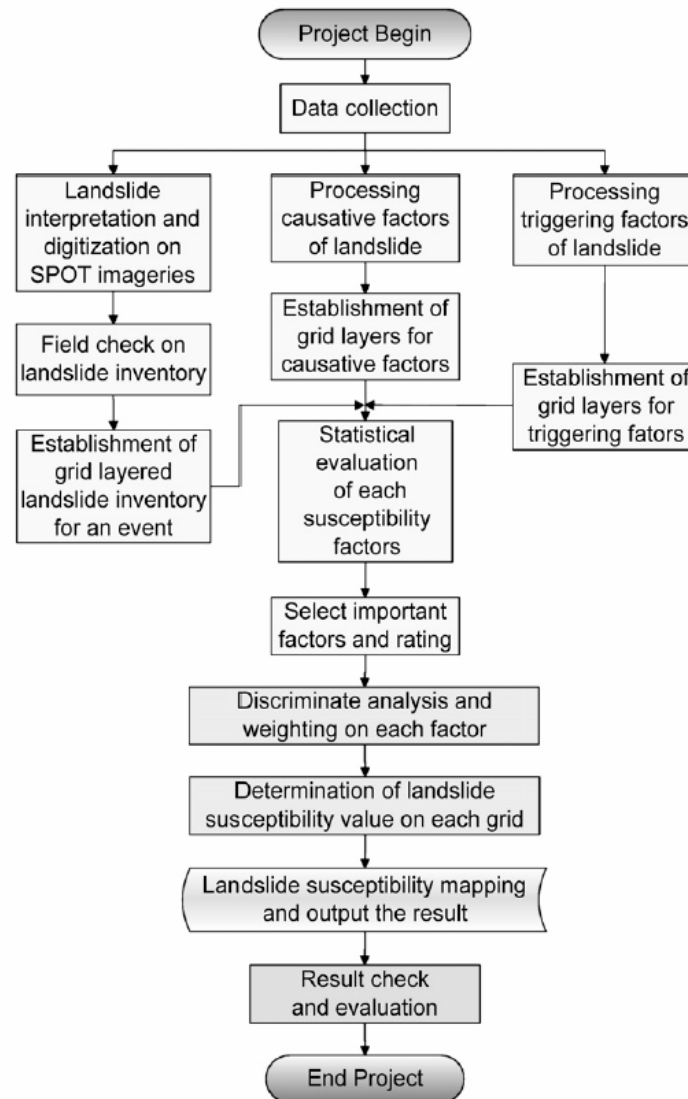 Project Begin
Data collection
Landslide
interpretation and
digitization on
SPOT imageries
Processing
causative factors
of landslide
Processing
triggering factors
of landslide
Field check on
landslide inventory
Establishment of
grid layers for
causative factors
Establishment of
grid layers for
triggering fators
Establishment of
grid layered
landslide inventory
for an event
Statistical
evaluation
of each
susceptibility
factors
Select important
factors and rating
Discriminate analysis and
weighting on each factor
Determination of landslide
susceptibility value on each grid
Landslide susceptibility mapping
and output the result
Result check
and evaluation
End Project